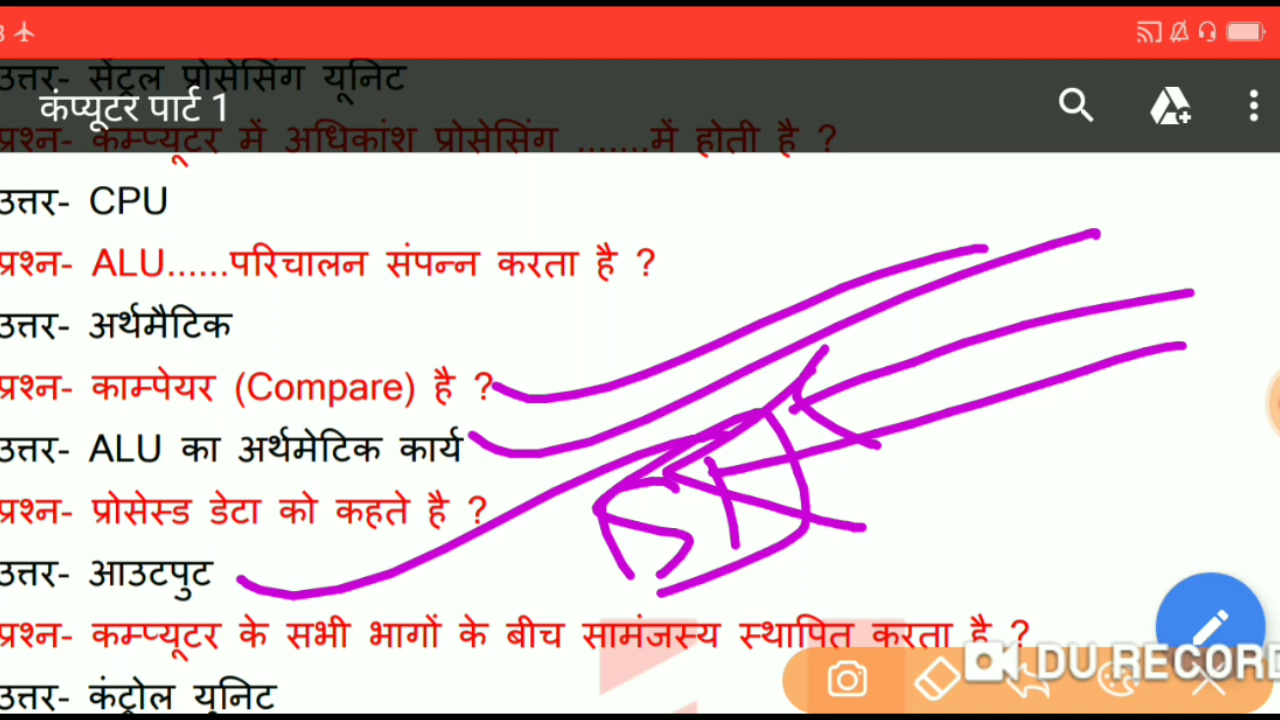 उत्तर- सेंट्रल प्रोसेसिंग यूनिट
कंप्यूटर पार्ट 1
प्रश्न- कम्प्यूटर में अधिकांश प्रोसेसिंग .......में होती है ?
उत्तर- CPU
प्रश्न- ALU......परिचालन संपन्न करता है ?
उत्तर- अर्थमैटिक
प्रश्न- काम्पेयर (Compare) है ?
उत्तर- ALU का अर्थमेटिक कार्य
प्रश्न- प्रोसेस्ड डेटा को कहते है ?
उत्तर- आउटपुट
प्रश्न- कम्प्यूटर के सभी भागों के बीच सामंजस्य स्थापित करता है ?
DU RECORD
उत्तर- कंट्रोल युनिट